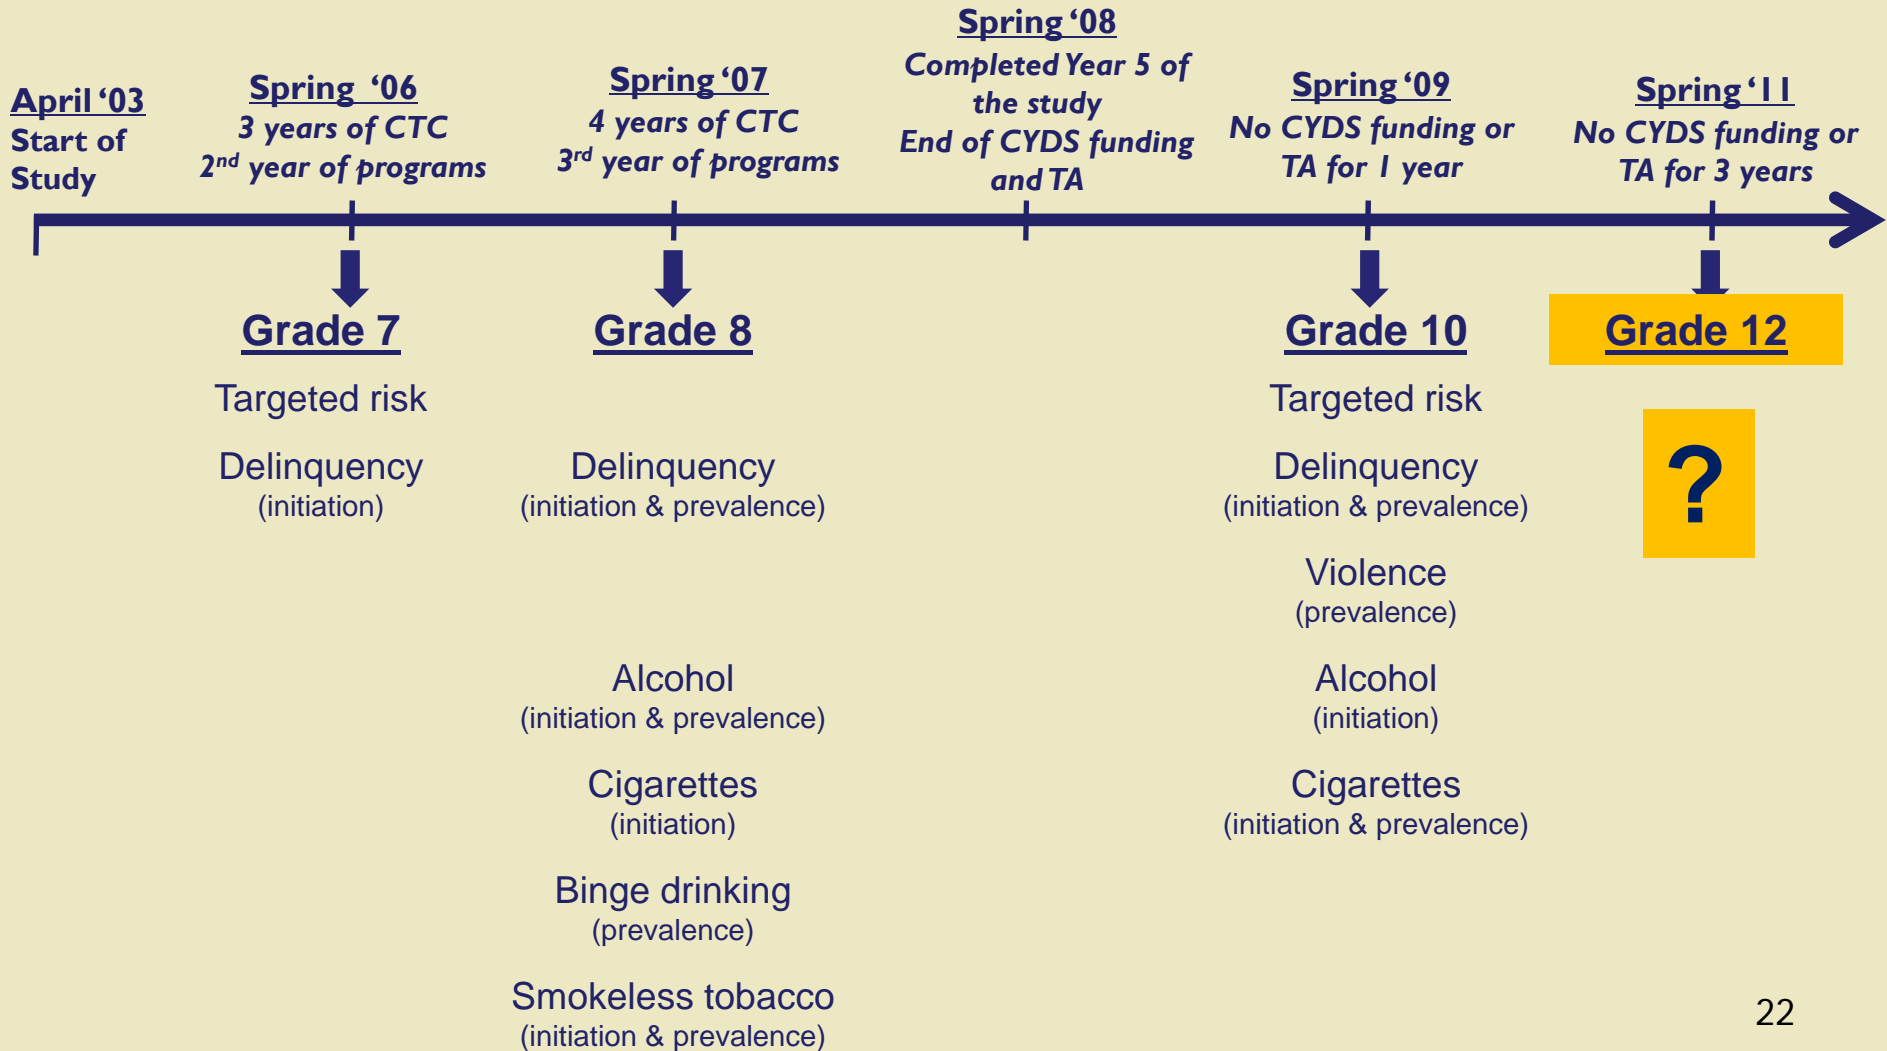 April ‘03
Start of
Study
Spring ‘06
3 years of CTC
2nd year of programs
Spring ‘07
4 years of CTC
3rd year of programs
Spring ‘08
Completed Year 5 of
the study
End of CYDS funding
and TA
Spring ‘09
No CYDS funding or
TA for 1 year
Spring ‘11
No CYDS funding or
TA for 3 years
Grade 7
Targeted risk
Delinquency
(initiation)
Grade 8
Delinquency
(initiation & prevalence)
Alcohol
(initiation & prevalence)
Cigarettes
(initiation)
Binge drinking
(prevalence)
Smokeless tobacco
(initiation & prevalence)
Grade 10
Targeted risk
Delinquency
(initiation & prevalence)
Violence
(prevalence)
Alcohol
(initiation)
Cigarettes
(initiation & prevalence)
Grade 12
?
22